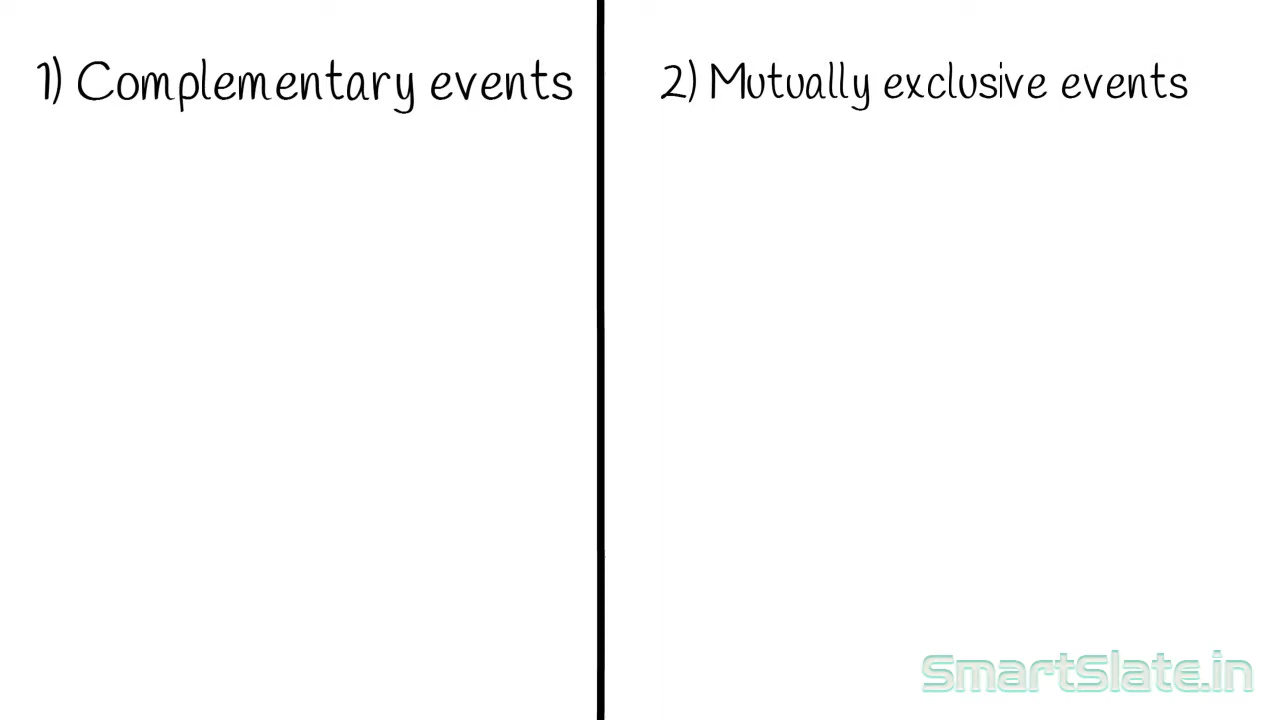 1) Complementary events
2) Mutually exclusive events
SmartSlate.in